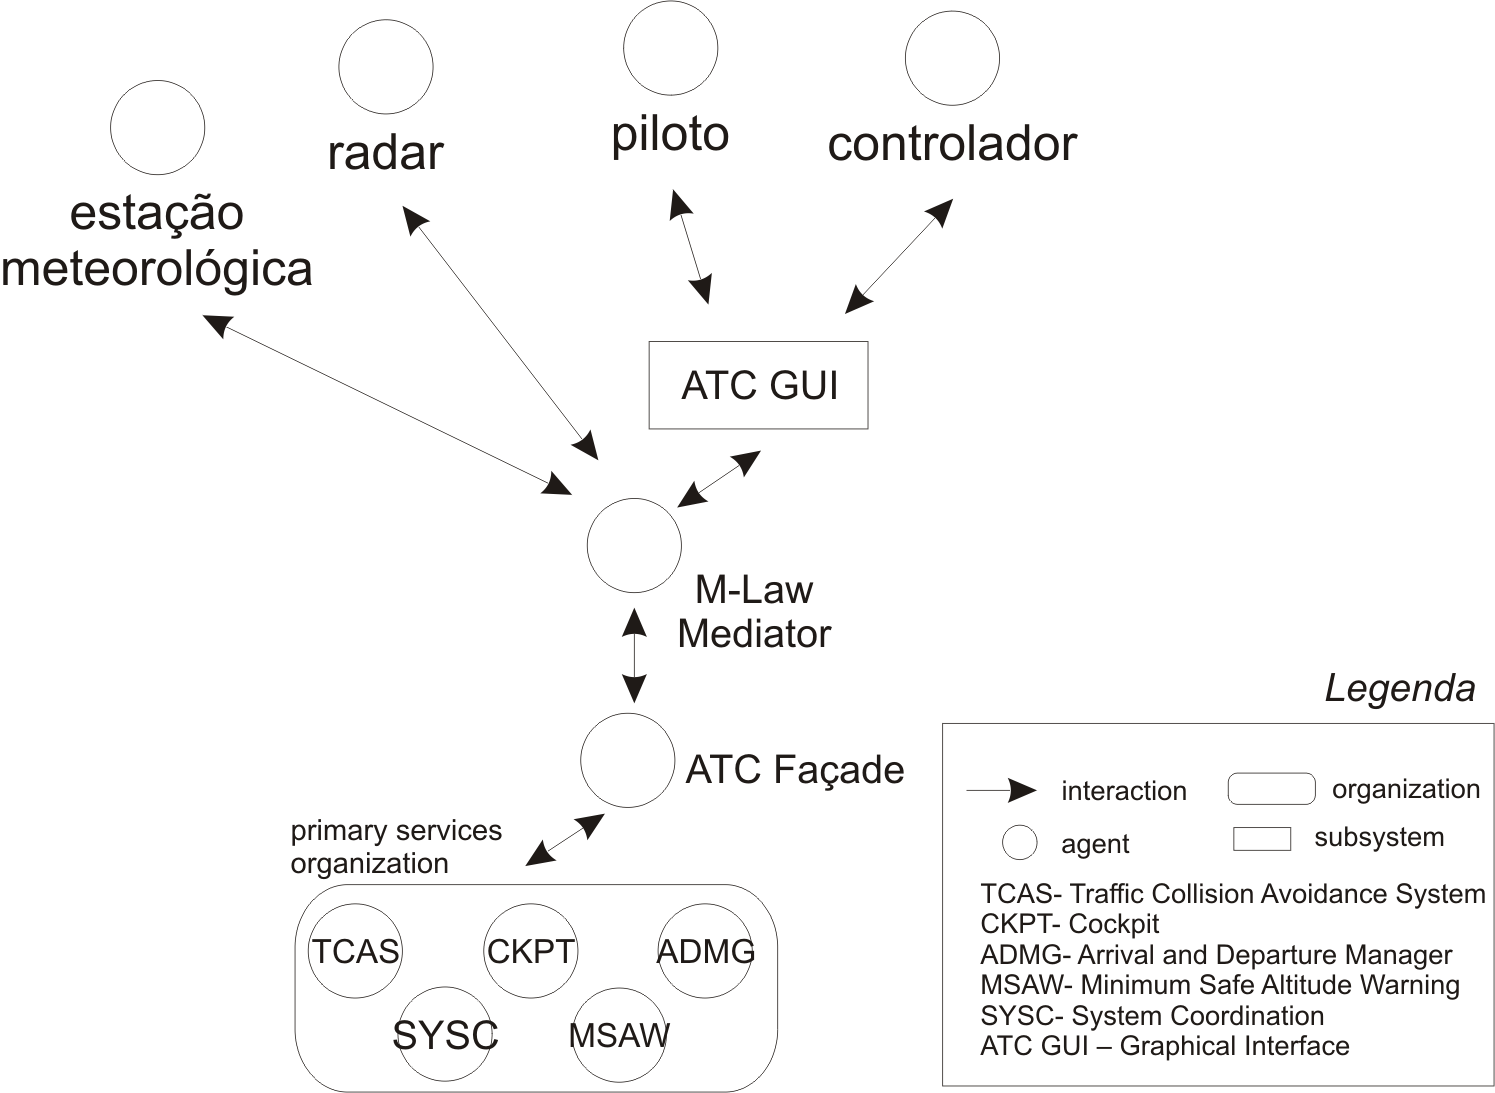 piloto
controlador
radar
estação
meteorológica
ATC GUI
M-Law
Mediator
ATC Façade
primary services
organization
TCAS
CKPT
ADMG
SYSC
MSAW
Legenda
interaction
organization
agent
subsystem
TCAS- Traffic Collision Avoidance System
CKPT- Cockpit
ADMG- Arrival and Departure Manager
MSAW- Minimum Safe Altitude Warning
SYSC- System Coordination
ATC GUI – Graphical Interface